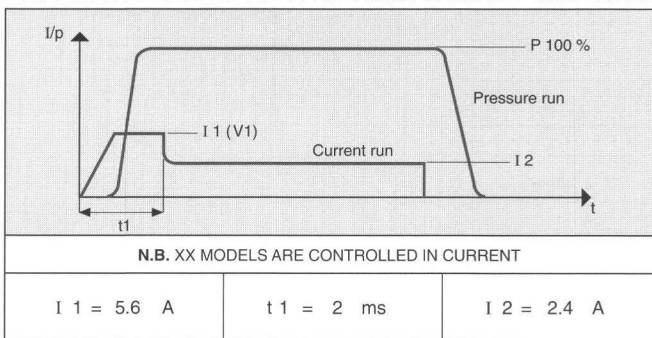 I/p
P 100 %
Pressure run
I 1 (V1)
Current run
I 2
t
t1
N.B. XX MODELS ARE CONTROLLED IN CURRENT
I 1 = 5.6 A
t 1 = 2 ms
I 2 = 2.4 A